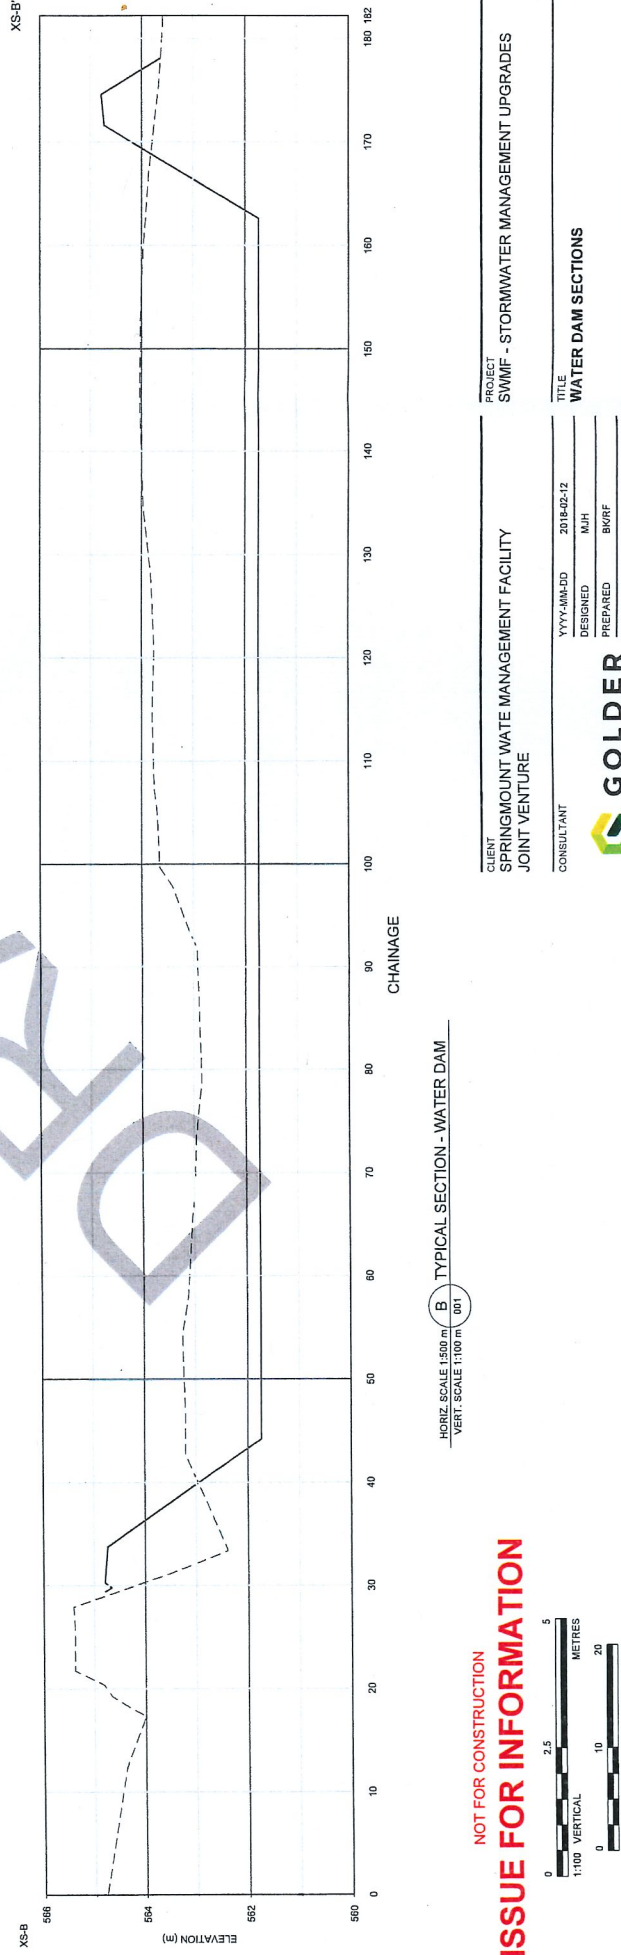 XS-B
XS-B'
566
564
562
560
ELEVATION (m)
0 10 20 30 40 50 60 70 80 90 100 110 120 130 140 150 160 170 180 182
CHAINAGE
HORIZ. SCALE 1:500 m
VERT. SCALE 1:100 m
B
001
TYPICAL SECTION - WATER DAM
NOT FOR CONSTRUCTION
ISSUE FOR INFORMATION
0 2.5 5
1:100 VERTICAL METRES
0 10 20
CLIENT
SPRINGMOUNT WATE MANAGEMENT FACILITY
JOINT VENTURE
CONSULTANT
GOLDER
YYYY-MM-DD 2018-02-12
DESIGNED MJH
PREPARED BK/RF
PROJECT
SWMF - STORMWATER MANAGEMENT UPGRADES
TITLE
WATER DAM SECTIONS